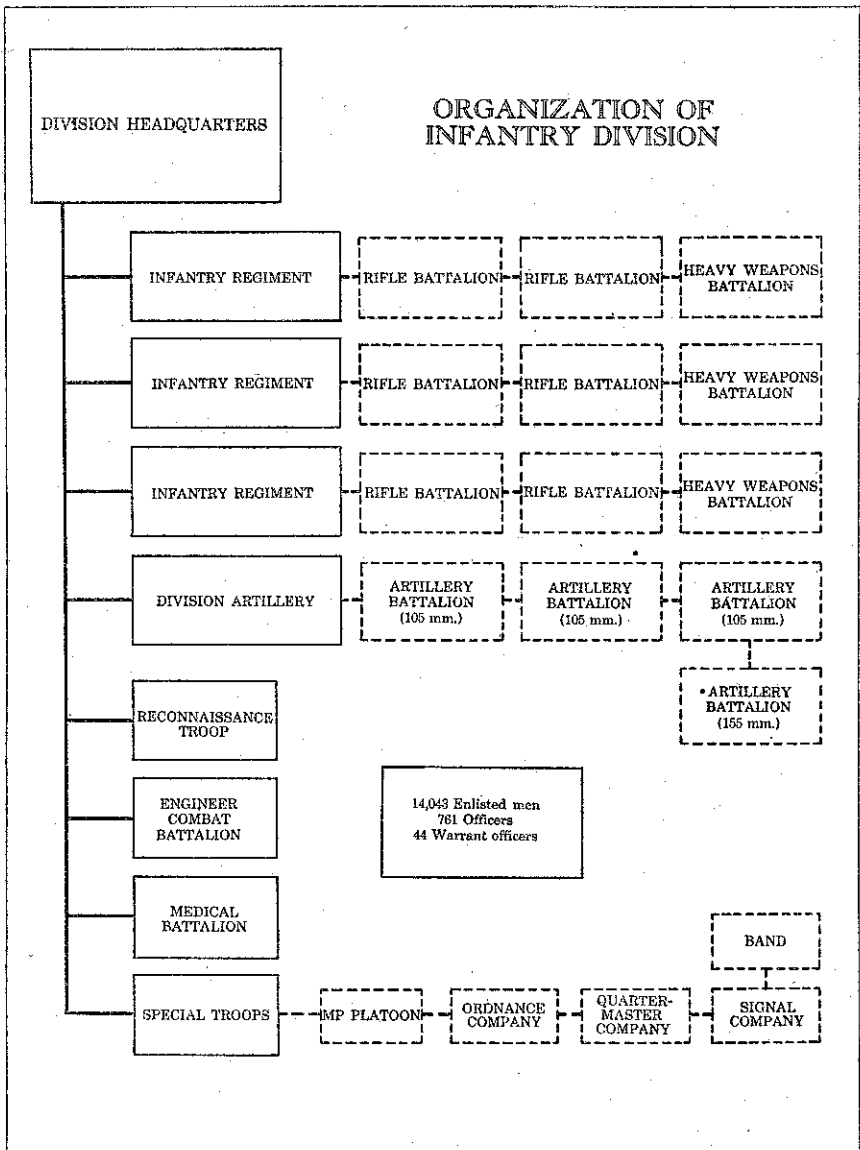 DIVISION HEADQUARTERS
ORGANIZATION OF
INFANTRY DIVISION
INFANTRY REGIMENT
RIFLE BATTALION
RIFLE BATTALION
HEAVY WEAPONS
BATTALION
INFANTRY REGIMENT
RIFLE BATTALION
RIFLE BATTALION
HEAVY WEAPONS
BATTALION
INFANTRY REGIMENT
RIFLE BATTALION
RIFLE BATTALION
HEAVY WEAPONS
BATTALION
DIVISION ARTILLERY
ARTILLERY
BATTALION
(105 mm.)
ARTILLERY
BATTALION
(105 mm.)
ARTILLERY
BATTALION
(105 mm.)
ARTILLERY
BATTALION
(155 mm.)
RECONNAISSANCE
TROOP
14,043 Enlisted men
761 Officers
44 Warrant officers
ENGINEER
COMBAT
BATTALION
MEDICAL
BATTALION
BAND
SPECIAL TROOPS
MP PLATOON
ORDNANCE
COMPANY
QUARTER-
MASTER
COMPANY
SIGNAL
COMPANY